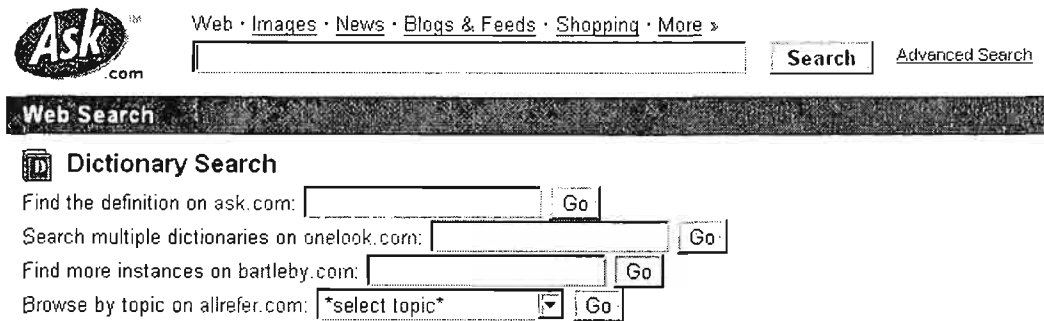 Ask.com TM
Web · Images · News · Blogs & Feeds · Shopping · More »
Search Advanced Search
Web Search
Dictionary Search
Find the definition on ask.com: Go
Search multiple dictionaries on onelook.com: Go
Find more instances on bartleby.com: Go
Browse by topic on allrefer.com: *select topic* Go